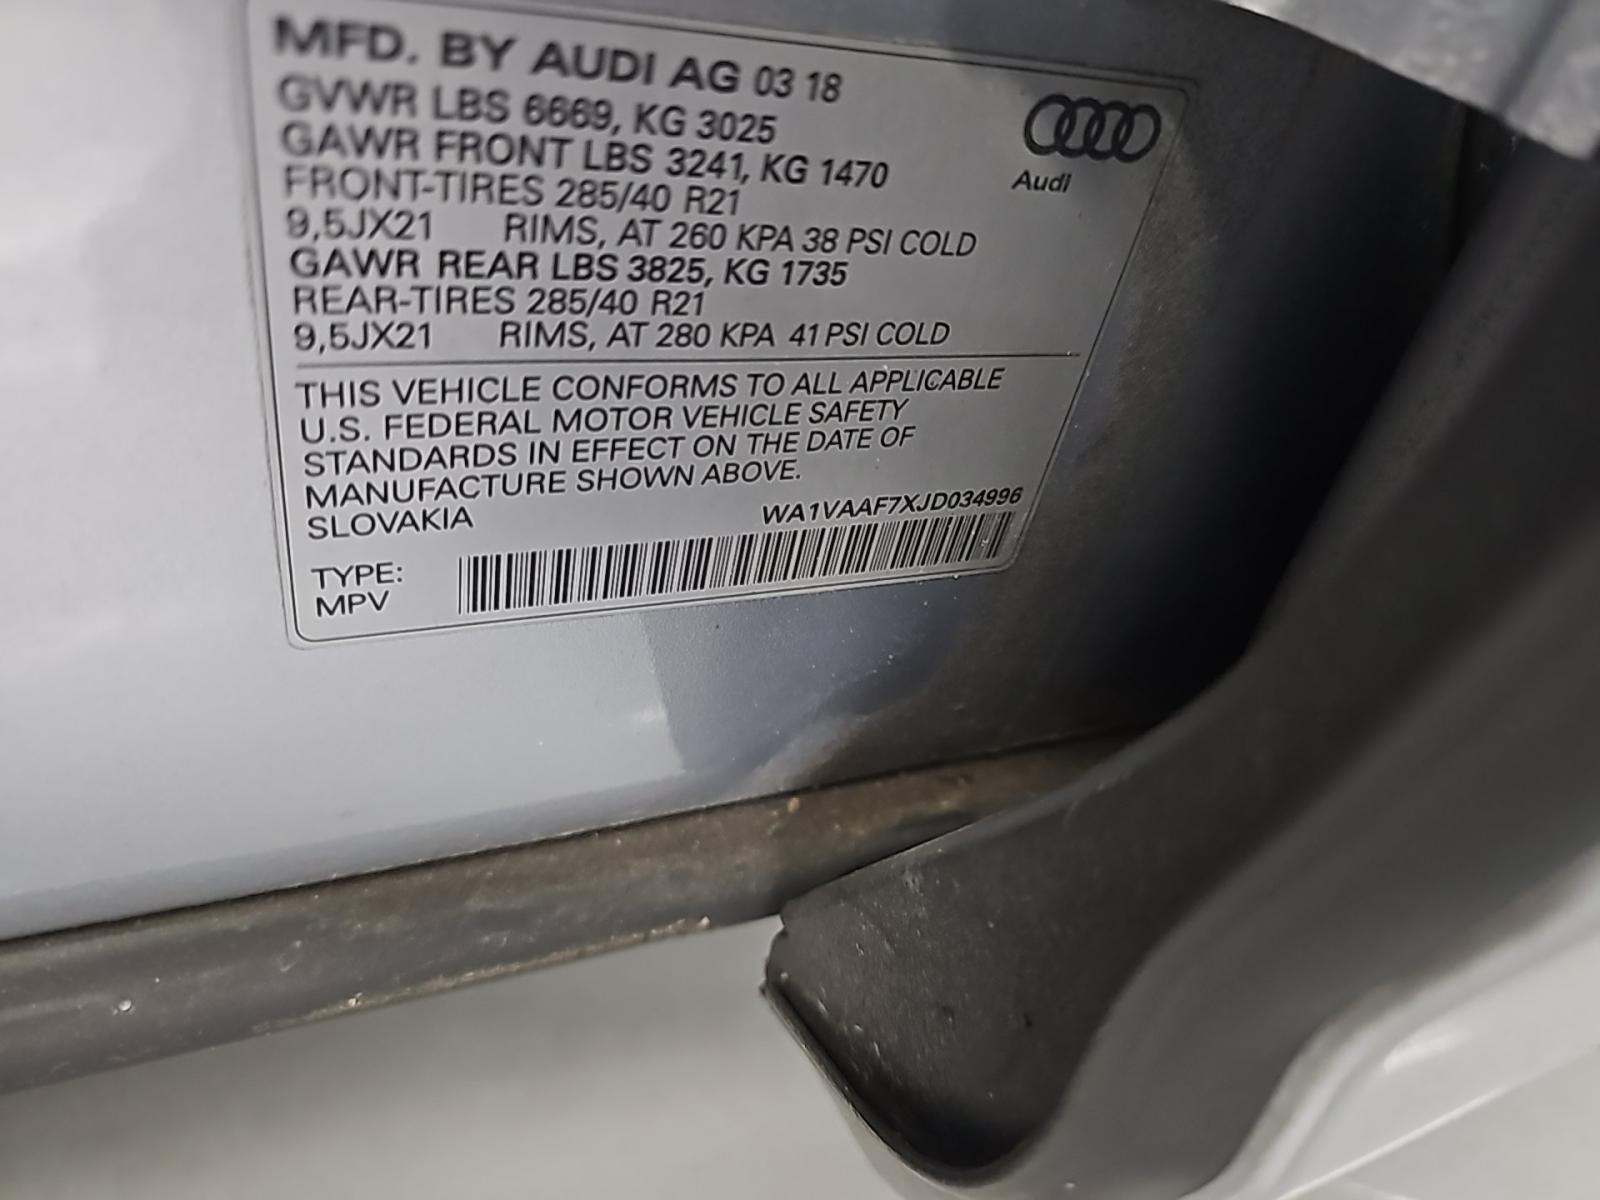 MFD. BY AUDI AG 03 18
GVWR LBS 6669, KG 3025
GAWR FRONT LBS 3241, KG 1470
FRONT-TIRES 285/40 R21
9,5JX21 RIMS, AT 260 KPA 38 PSI COLD
GAWR REAR LBS 3825, KG 1735
REAR-TIRES 285/40 R21
9,5JX21 RIMS, AT 280 KPA 41 PSI COLD
Audi
THIS VEHICLE CONFORMS TO ALL APPLICABLE
U.S. FEDERAL MOTOR VEHICLE SAFETY
STANDARDS IN EFFECT ON THE DATE OF
MANUFACTURE SHOWN ABOVE.
SLOVAKIA WA1VAAF7XJD034996
TYPE:
MPV